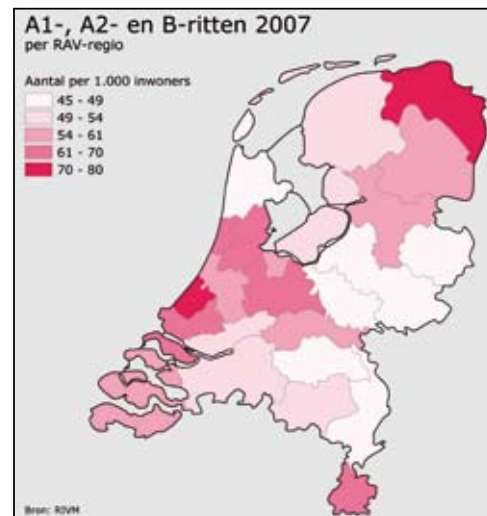 A1-, A2- en B-ritten 2007
per RAV-regio
Aantal per 1.000 inwoners
45 - 49
49 - 54
54 - 61
61 - 70
70 - 80
Bron: RIVM